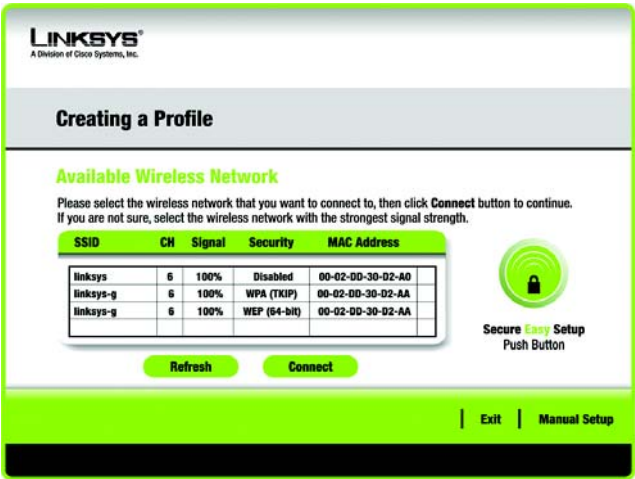 LINKSYS®
A Division of Cisco Systems, Inc.
Creating a Profile
Available Wireless Network
Please select the wireless network that you want to connect to, then click Connect button to continue.
If you are not sure, select the wireless network with the strongest signal strength.
SSID CH Signal Security MAC Address
linksys 6 100% Disabled 00-02-DD-30-D2-A0
linksys-g 6 100% WPA (TKIP) 00-02-DD-30-D2-AA
linksys-g 6 100% WEP (64-bit) 00-02-DD-30-D2-AA
Secure Easy Setup
Push Button
Refresh Connect
Exit Manual Setup